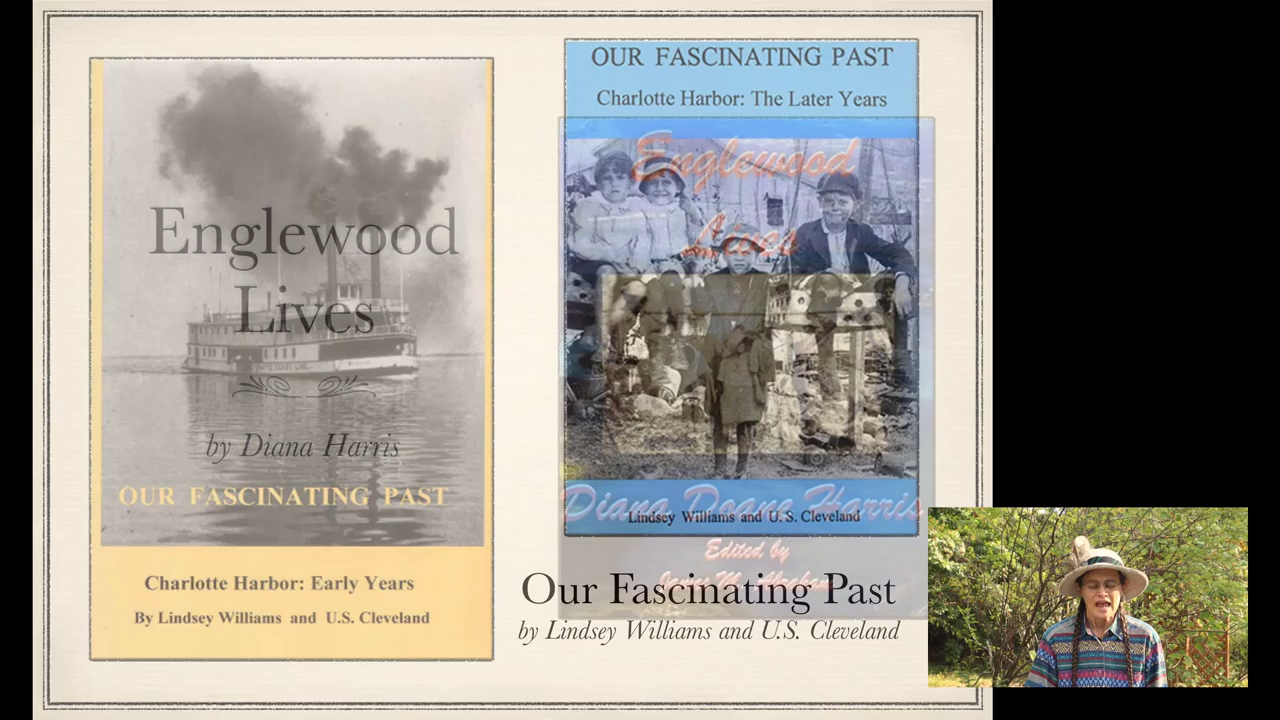 OUR FASCINATING PAST
Charlotte Harbor: The Later Years
Englewood
Lives
Englewood
Lives
by Diana Harris
OUR FASCINATING PAST
Diana Doana Harris
Lindsey Williams and U. S. Cleveland
Edited by
Charlotte Harbor: Early Years
By Lindsey Williams and U.S. Cleveland
Our Fascinating Past
by Lindsey Williams and U.S. Cleveland